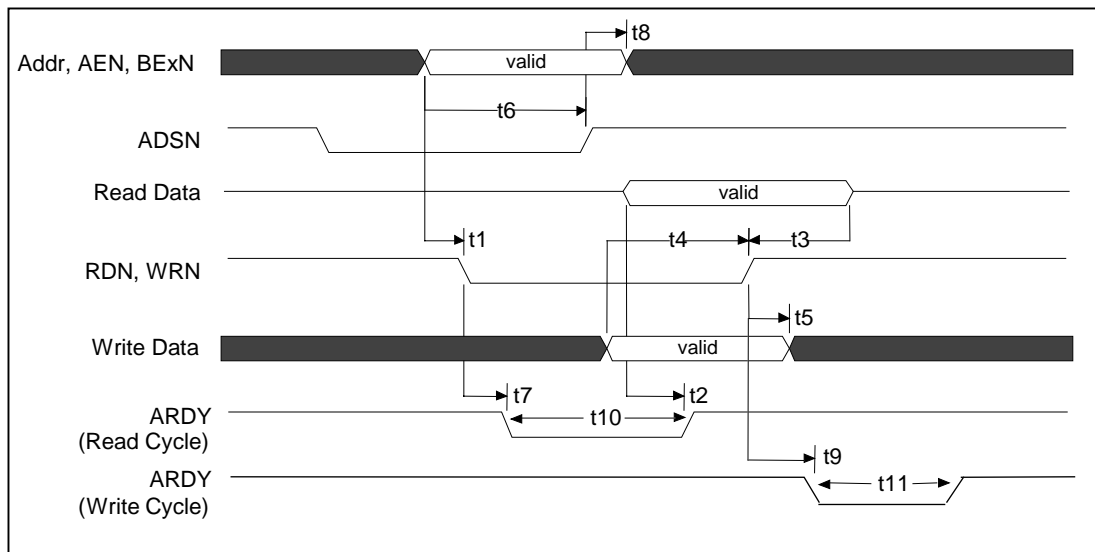 t8
Addr, AEN, BExN
valid
t6
ADSN
Read Data
valid
t1
t4
t3
RDN, WRN
t5
Write Data
valid
t7
t2
ARDY
(Read Cycle)
t10
t9
ARDY
(Write Cycle)
t11